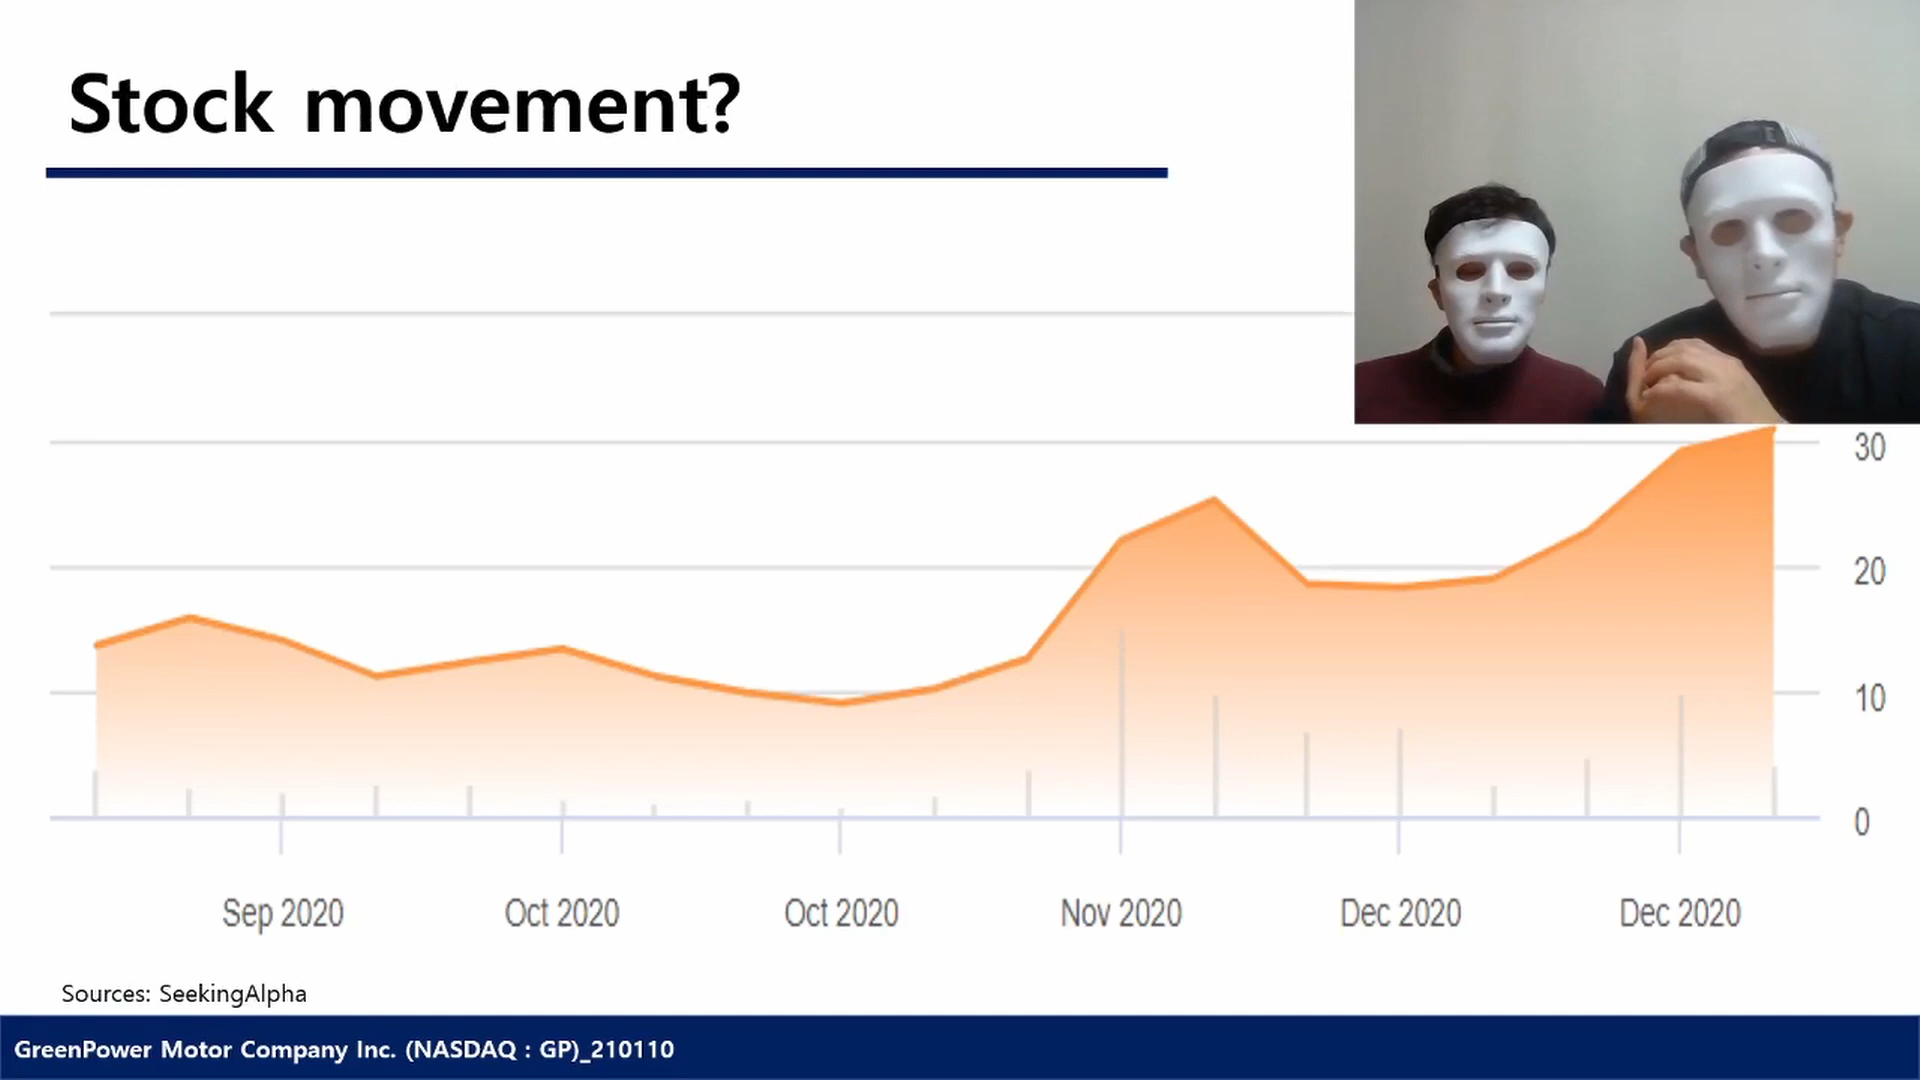 Stock movement?
30
20
10
0
Sep 2020
Oct 2020
Oct 2020
Nov 2020
Dec 2020
Dec 2020
Sources: SeekingAlpha
GreenPower Motor Company Inc. (NASDAQ : GP)_210110